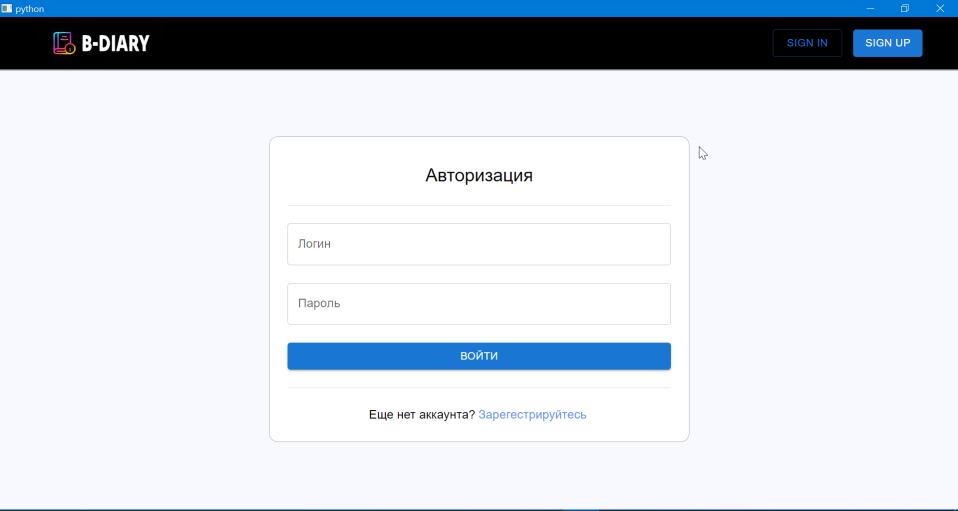 python
B-DIARY
SIGN IN
SIGN UP
Авторизация
Логин
Пароль
ВОЙТИ
Еще нет аккаунта? Зарегестрируйтесь